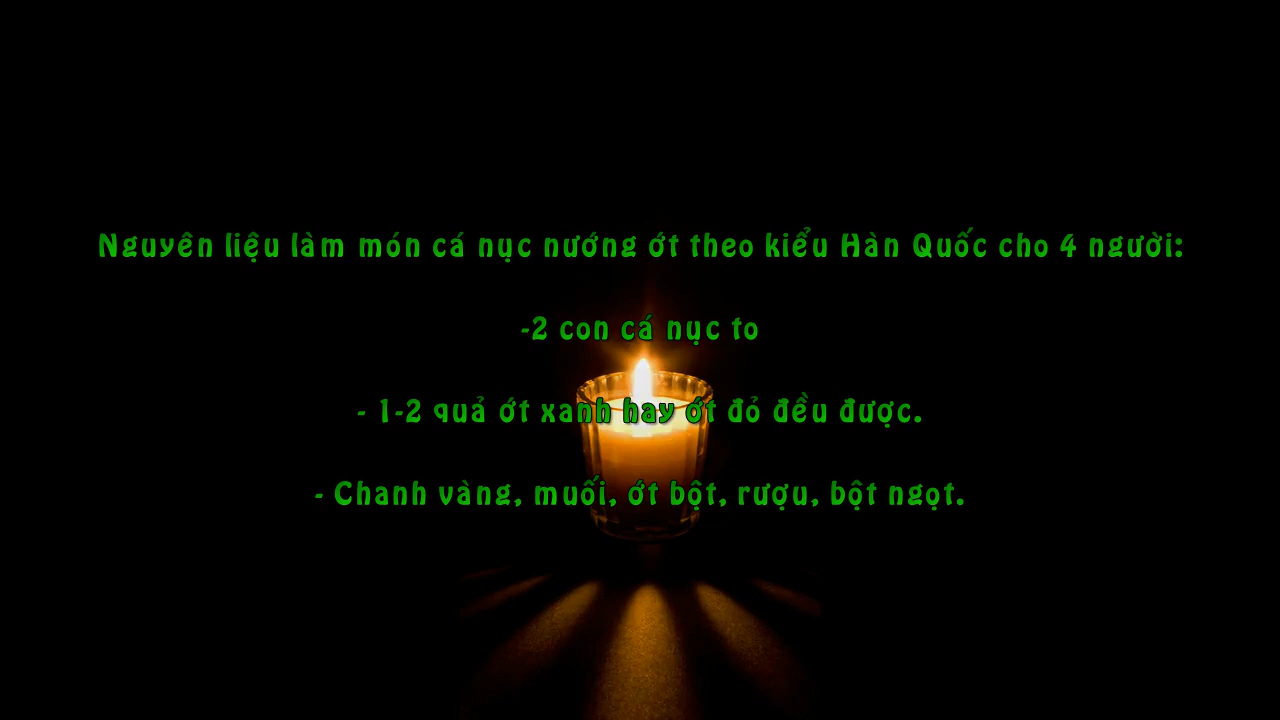 Nguyên liệu làm món cá nục nướng ớt theo kiểu Hàn Quốc cho 4 người:
-2 con cá nục to
- 1-2 quả ớt xanh hay ớt đỏ đều được.
- Chanh vàng, muối, ớt bột, rượu, bột ngọt.